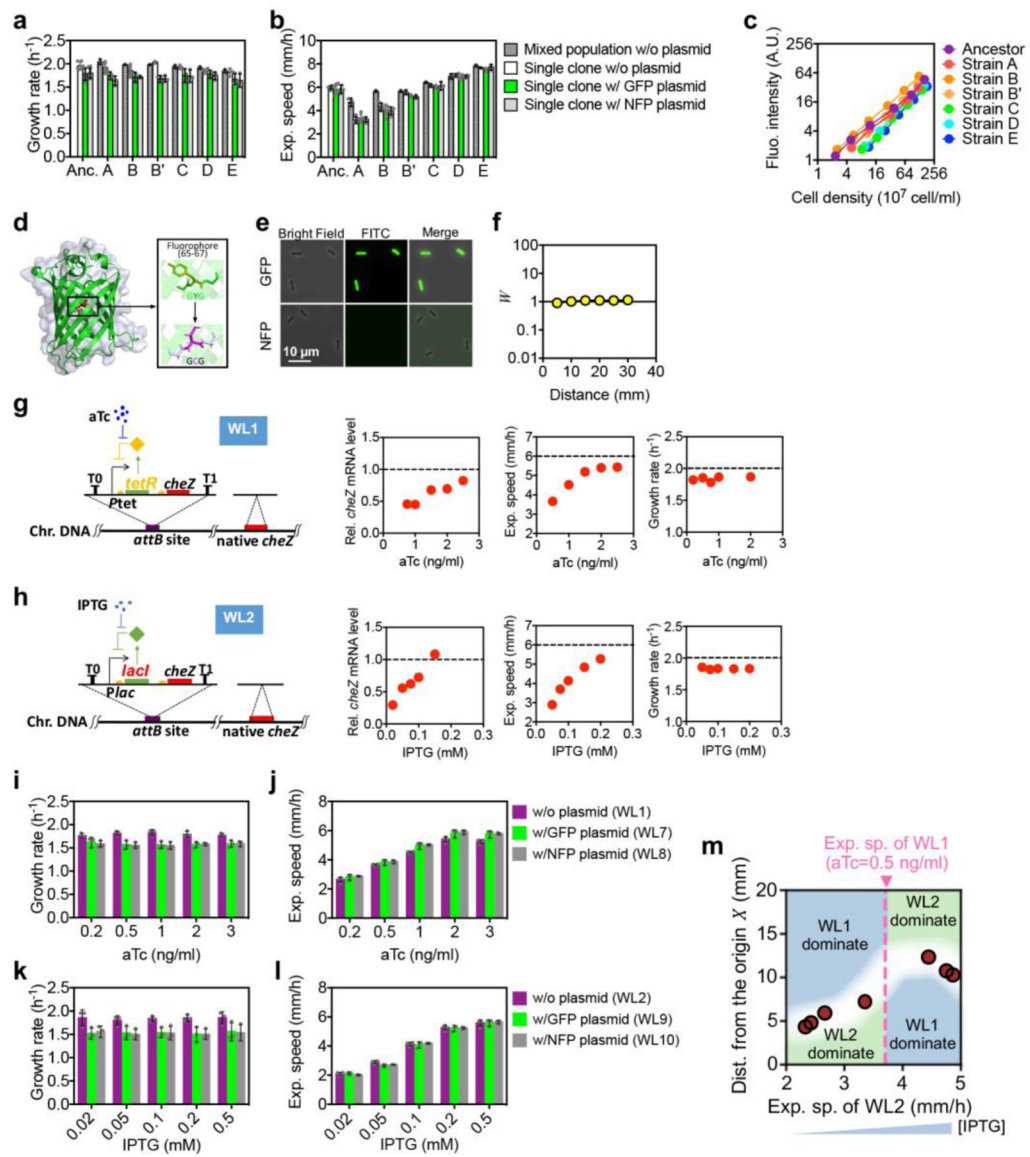 a
Growth rate (h⁻¹)
2.5
2.0
1.5
1.0
0.5
0.0
Anc. A B B' C D E
b
Exp. speed (mm/h)
10
8
6
4
2
0
Anc. A B B' C D E
Mixed population w/o plasmid
Single clone w/o plasmid
Single clone w/ GFP plasmid
Single clone w/ NFP plasmid
c
Fluo. intensity (A.U.)
256
64
16
4
1
1 4 16 64 256
Cell density (10⁷ cell/ml)
Ancestor
Strain A
Strain B
Strain B'
Strain C
Strain D
Strain E
d
Fluorophore
(65-67)
GYG
GCG
e
Bright Field FITC Merge
GFP
NFP
10 µm
f
W
100
10
1
0.1
0.01
0 10 20 30 40
Distance (mm)
g
aTc
WL1
T0 tetR cheZ T1
Ptet
Chr. DNA
attB site native cheZ
Rel. cheZ mRNA level
1.5
1.0
0.5
0.0
0 1 2 3
aTc (ng/ml)
Exp. speed (mm/h)
6
5
4
3
2
1
0
0 1 2 3
aTc (ng/ml)
Growth rate (h⁻¹)
2.5
2.0
1.5
1.0
0 1 2 3
aTc (ng/ml)
h
IPTG
WL2
T0 lacI cheZ T1
Plac
Chr. DNA
attB site native cheZ
Rel. cheZ mRNA level
1.5
1.0
0.5
0.0
0.0 0.1 0.2 0.3
IPTG (mM)
Exp. speed (mm/h)
7
6
5
4
3
2
1
0
0.0 0.1 0.2 0.3
IPTG (mM)
Growth rate (h⁻¹)
2.5
2.0
1.5
1.0
0.0 0.1 0.2 0.3
IPTG (mM)
i
Growth rate (h⁻¹)
2.5
2.0
1.5
1.0
0.5
0
0.2 0.5 1 2 3
aTc (ng/ml)
j
Exp. speed (mm/h)
8
6
4
2
0
0.2 0.5 1 2 3
aTc (ng/ml)
w/o plasmid (WL1)
w/GFP plasmid (WL7)
w/NFP plasmid (WL8)
k
Growth rate (h⁻¹)
2.5
2.0
1.5
1.0
0.5
0
0.02 0.05 0.1 0.2 0.5
IPTG (mM)
l
Exp. speed (mm/h)
8
6
4
2
0
0.02 0.05 0.1 0.2 0.5
IPTG (mM)
w/o plasmid (WL2)
w/GFP plasmid (WL9)
w/NFP plasmid (WL10)
m
Exp. sp. of WL1
(aTc=0.5 ng/ml)
Dist. from the origin X (mm)
20
15
10
5
0
WL1
dominate
WL2
dominate
WL2
dominate
WL1
dominate
2 3 4 5
Exp. sp. of WL2 (mm/h)
[IPTG]